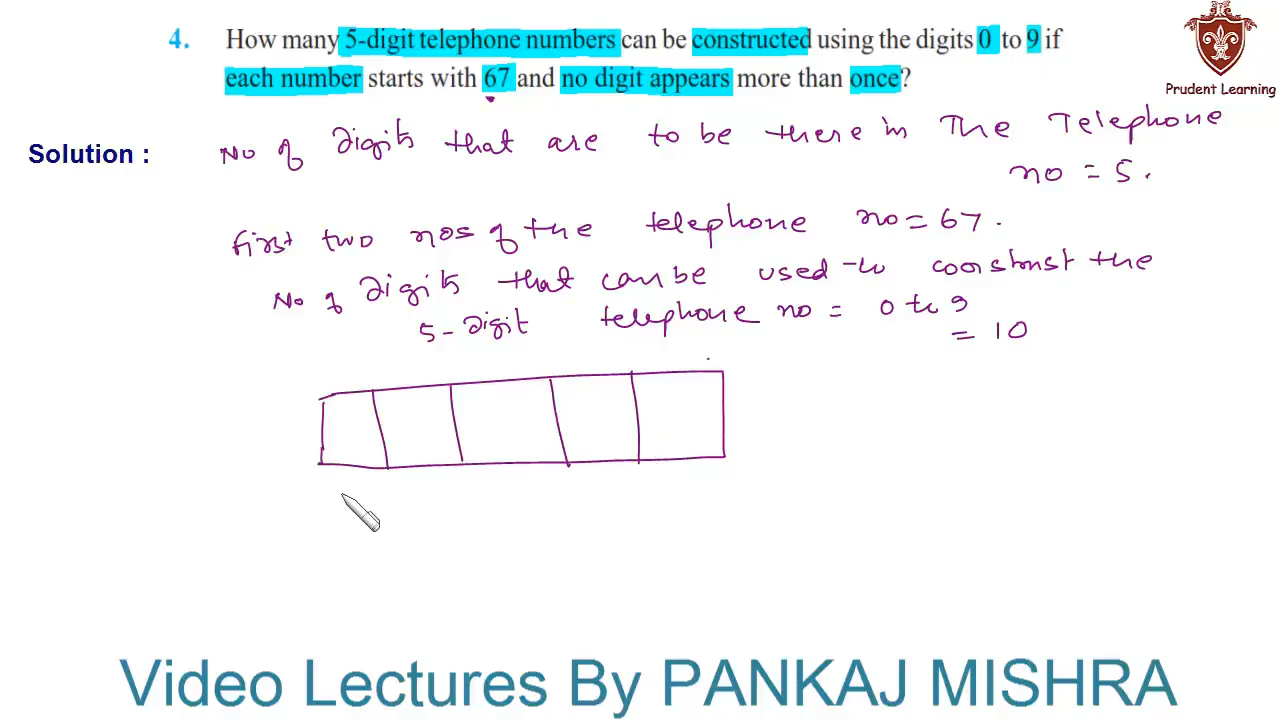 4. How many 5-digit telephone numbers can be constructed using the digits 0 to 9 if
each number starts with 67 and no digit appears more than once?
Prudent Learning
Solution : No of digits that are to be there in The Telephone
no = 5.
First two nos of the telephone no = 67.
No of digits that can be used to construst the
5-digit telephone no = 0 to 9
= 10
Video Lectures By PANKAJ MISHRA